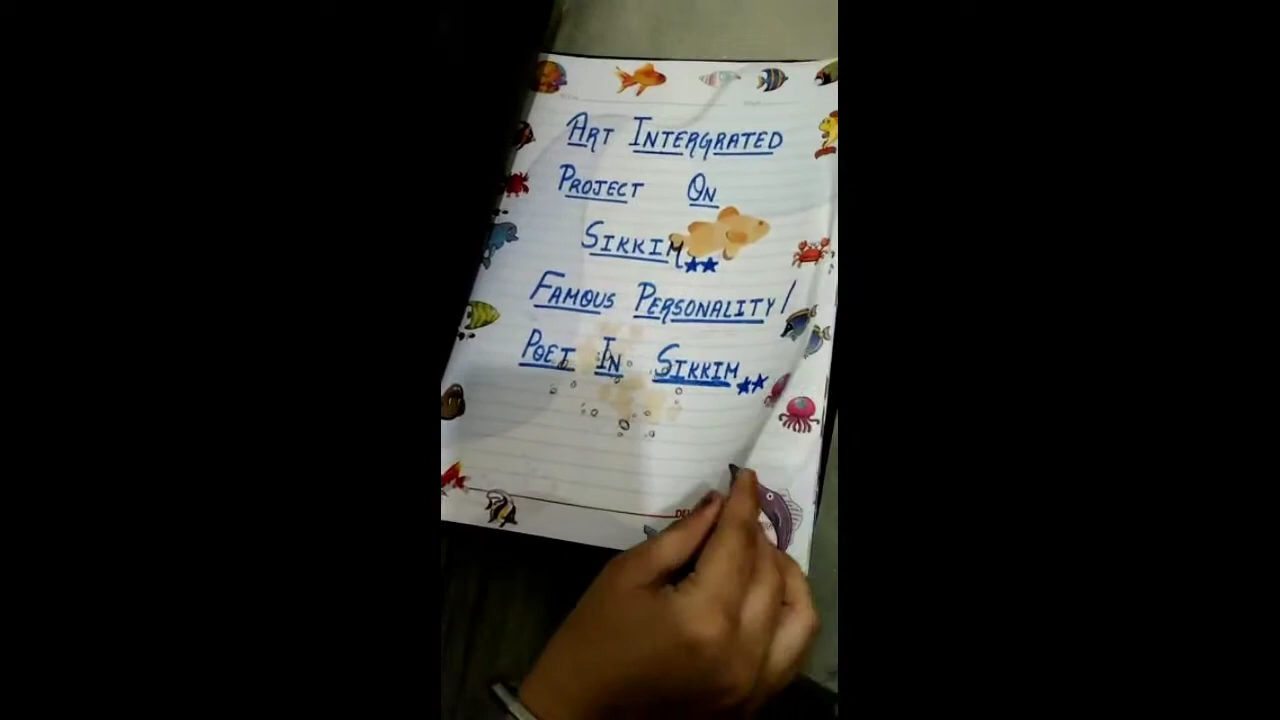 ART INTERGRATED
PROJECT ON
SIKKIM
FAMOUS PERSONALITY/
POET IN SIKKIM